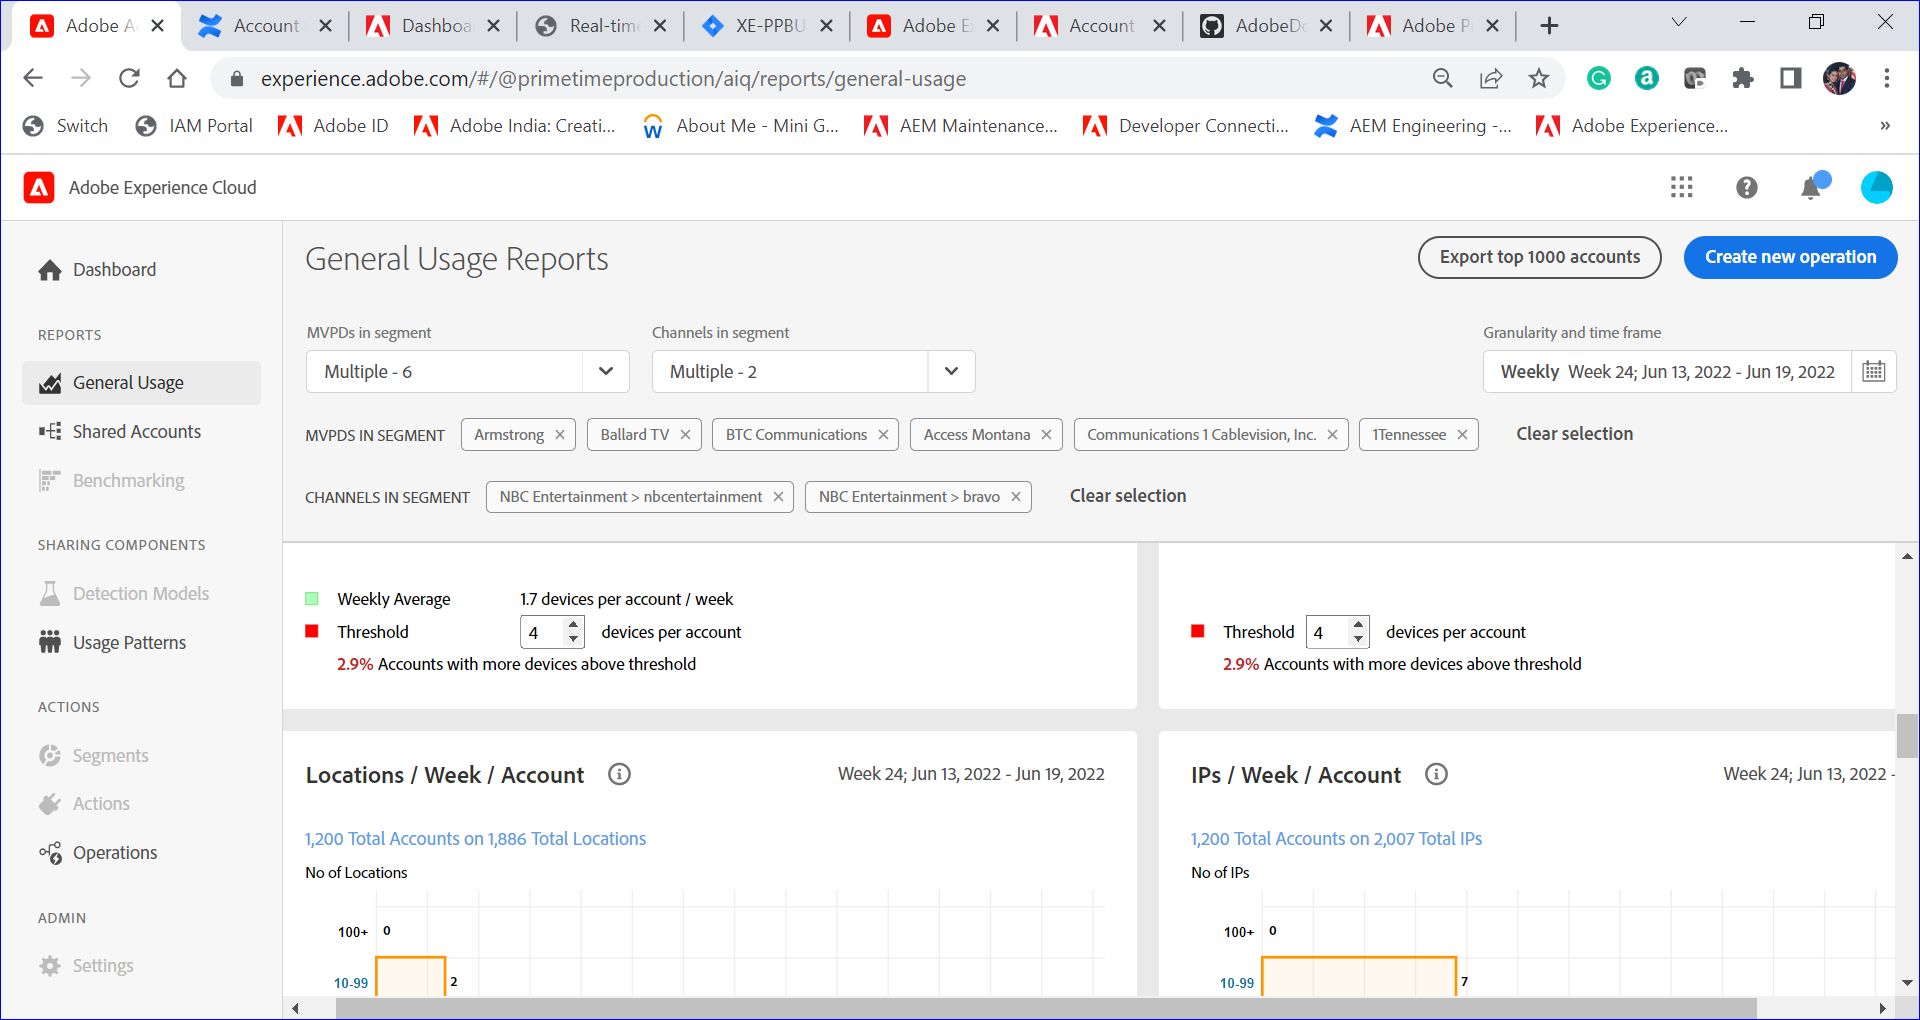 Adobe A
Account
Dashboa
Real-tim
XE-PPBU
Adobe E
Account
AdobeDo
Adobe P
experience.adobe.com/#/@primetimeproduction/aiq/reports/general-usage
Switch
IAM Portal
Adobe ID
Adobe India: Creati...
About Me - Mini G...
AEM Maintenance...
Developer Connecti...
AEM Engineering -...
Adobe Experience...
»
Adobe Experience Cloud
Dashboard
REPORTS
General Usage
Shared Accounts
Benchmarking
SHARING COMPONENTS
Detection Models
Usage Patterns
ACTIONS
Segments
Actions
Operations
ADMIN
Settings
General Usage Reports
Export top 1000 accounts
Create new operation
MVPDs in segment
Multiple - 6
Channels in segment
Multiple - 2
Granularity and time frame
Weekly Week 24; Jun 13, 2022 - Jun 19, 2022
MVPDS IN SEGMENT Armstrong Ballard TV BTC Communications Access Montana Communications 1 Cablevision, Inc. 1Tennessee Clear selection
CHANNELS IN SEGMENT NBC Entertainment > nbcentertainment NBC Entertainment > bravo Clear selection
Weekly Average 1.7 devices per account / week
Threshold 4 devices per account
2.9% Accounts with more devices above threshold
Threshold 4 devices per account
2.9% Accounts with more devices above threshold
Locations / Week / Account
Week 24; Jun 13, 2022 - Jun 19, 2022
1,200 Total Accounts on 1,886 Total Locations
No of Locations
100+ 0
10-99 2
IPs / Week / Account
Week 24; Jun 13, 2022 -
1,200 Total Accounts on 2,007 Total IPs
No of IPs
100+ 0
10-99 7